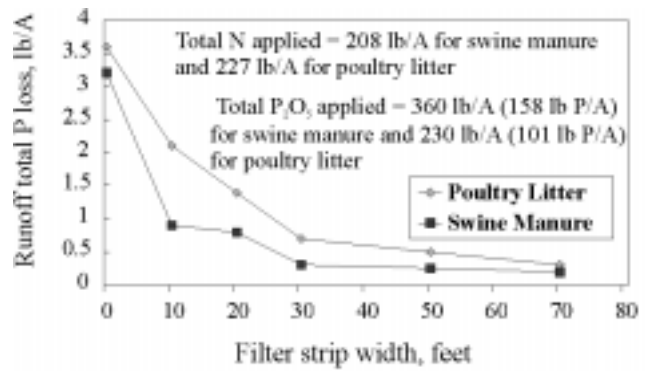 Runoff total P loss, lb/A
4
3.5
3
2.5
2
1.5
1
0.5
0
Total N applied = 208 lb/A for swine manure
and 227 lb/A for poultry litter
Total P₂O₅ applied = 360 lb/A (158 lb P/A)
for swine manure and 230 lb/A (101 lb P/A)
for poultry litter
Poultry Litter
Swine Manure
0 10 20 30 40 50 60 70 80
Filter strip width, feet